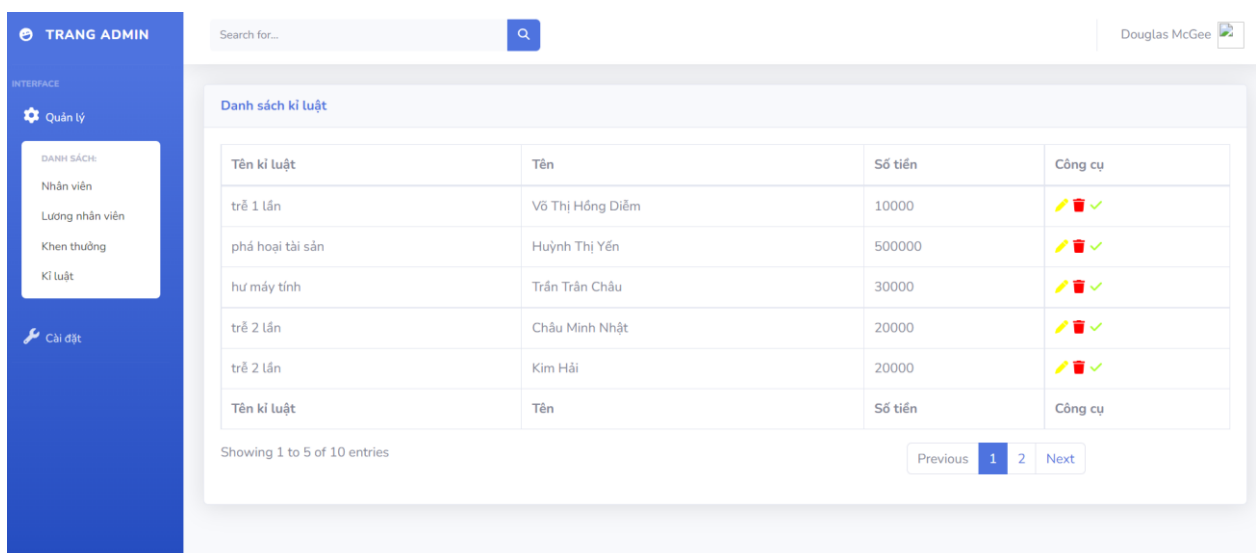 TRANG ADMIN
Search for...
Douglas McGee
INTERFACE
Quản lý
DANH SÁCH:
Nhân viên
Lương nhân viên
Khen thưởng
Kỉ luật
Cài đặt
Danh sách kỉ luật
Tên kỉ luật Tên Số tiền Công cụ
trễ 1 lần Võ Thị Hồng Diễm 10000
phá hoại tài sản Huỳnh Thị Yến 500000
hư máy tính Trần Trân Châu 30000
trễ 2 lần Châu Minh Nhật 20000
trễ 2 lần Kim Hải 20000
Tên kỉ luật Tên Số tiền Công cụ
Showing 1 to 5 of 10 entries
Previous 1 2 Next